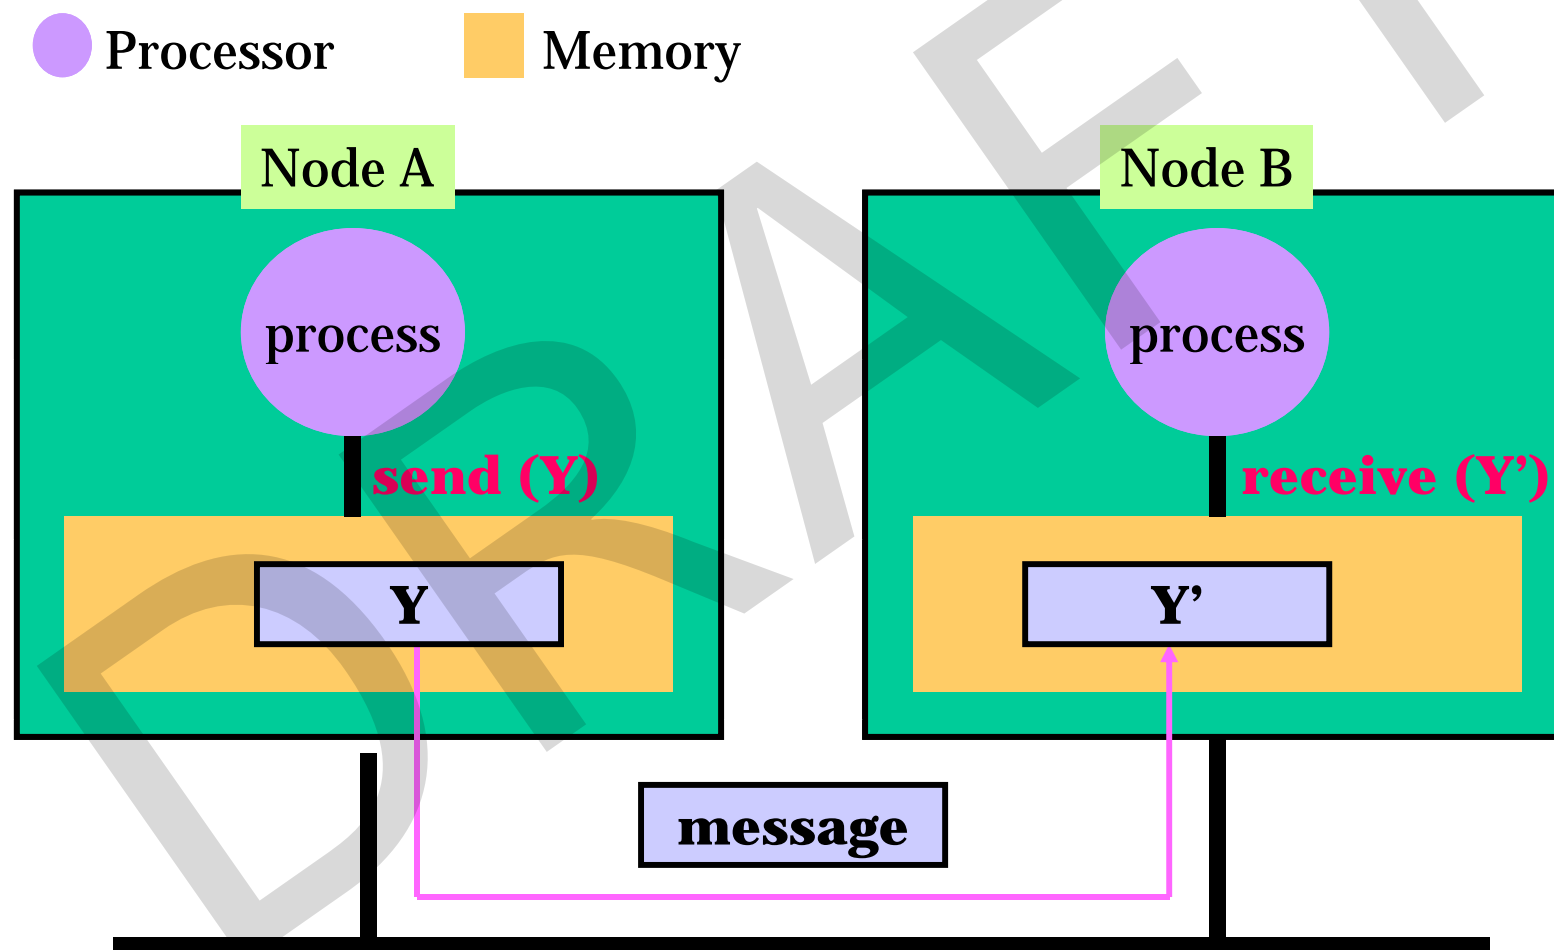 Processor Memory
Node A Node B
process process
send (Y) receive (Y’)
Y Y’
message
DRAFT